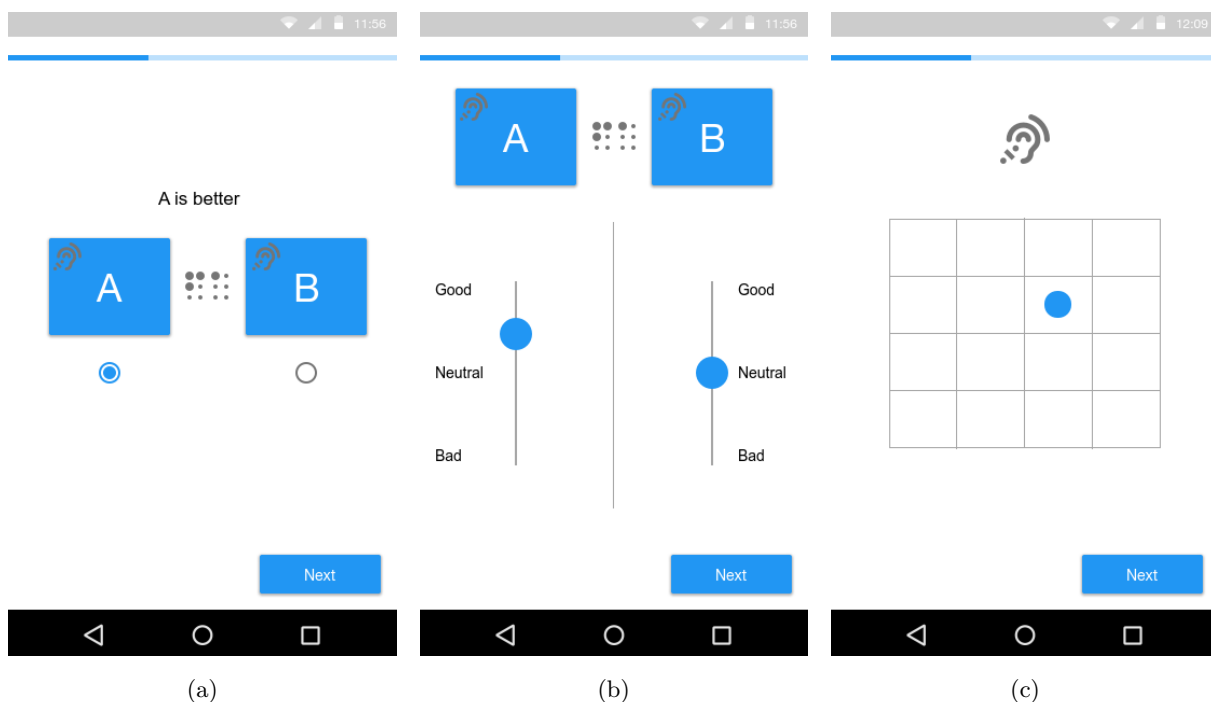 11:56
A is better
A B
Next
(a)
11:56
A B
Good Good
Neutral Neutral
Bad Bad
Next
(b)
12:09
Next
(c)